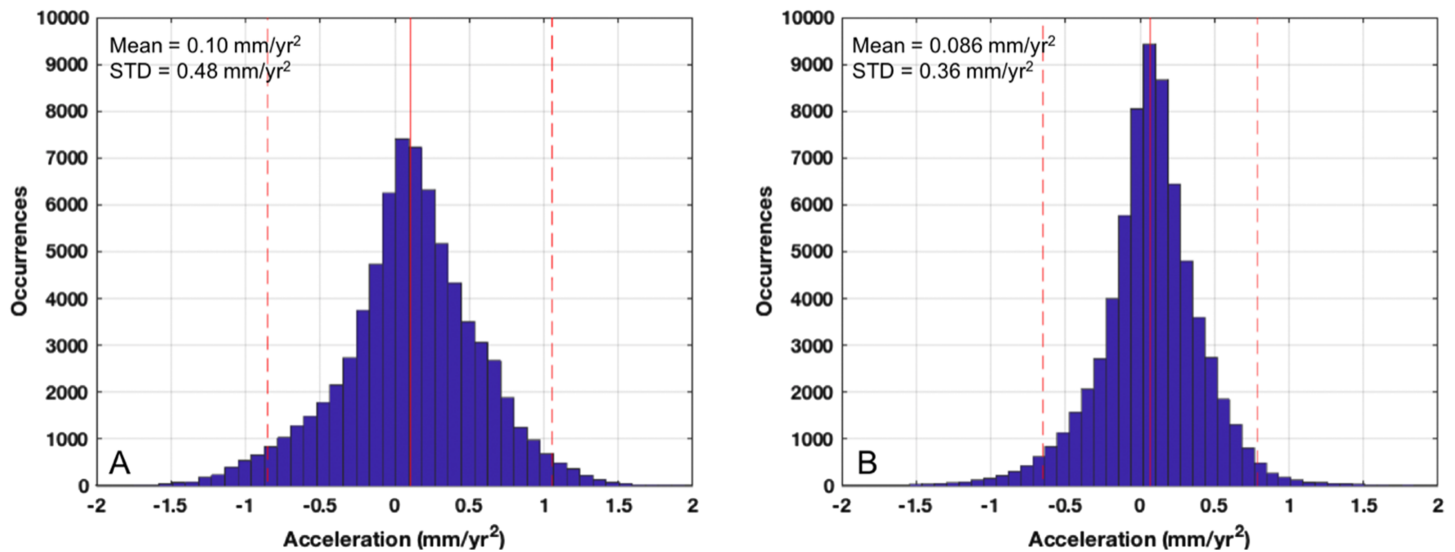 Mean = 0.10 mm/yr²
STD = 0.48 mm/yr²
10000
9000
8000
7000
6000
5000
4000
3000
2000
1000
0
Occurrences
A
-2 -1.5 -1 -0.5 0 0.5 1 1.5 2
Acceleration (mm/yr²)
Mean = 0.086 mm/yr²
STD = 0.36 mm/yr²
10000
9000
8000
7000
6000
5000
4000
3000
2000
1000
0
Occurrences
B
-2 -1.5 -1 -0.5 0 0.5 1 1.5 2
Acceleration (mm/yr²)